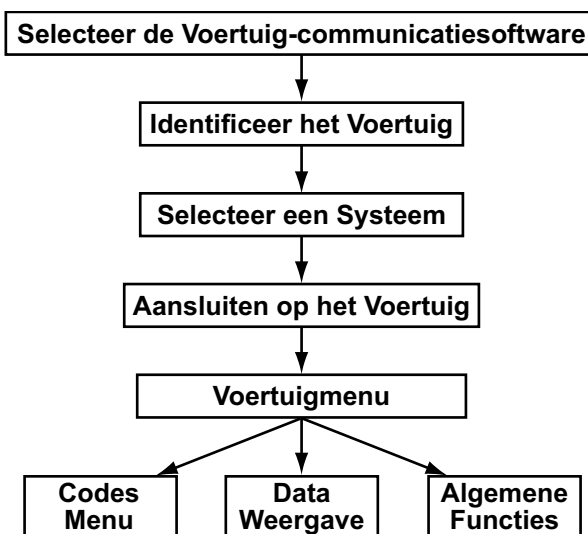 Selecteer de Voertuig-communicatiesoftware
Identificeer het Voertuig
Selecteer een Systeem
Aansluiten op het Voertuig
Voertuigmenu
Codes
Menu
Data
Weergave
Algemene
Functies